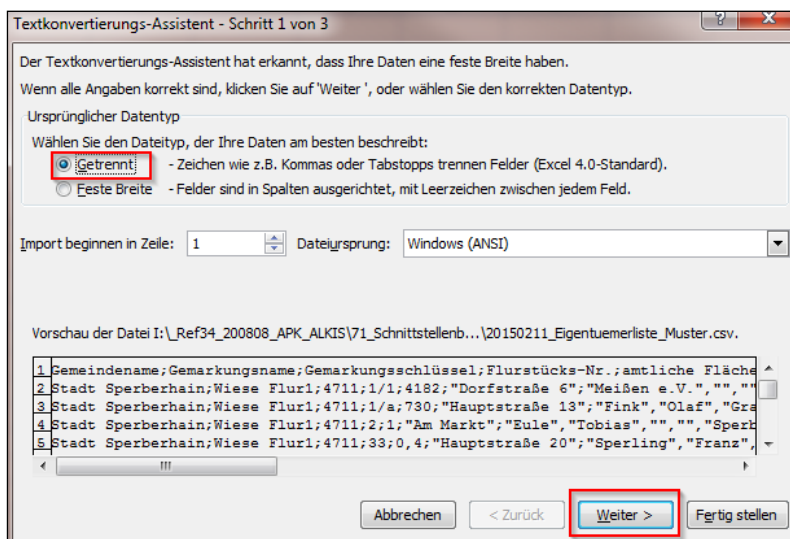 Textkonvertierungs-Assistent - Schritt 1 von 3
Der Textkonvertierungs-Assistent hat erkannt, dass Ihre Daten eine feste Breite haben.
Wenn alle Angaben korrekt sind, klicken Sie auf 'Weiter ', oder wählen Sie den korrekten Datentyp.
Ursprünglicher Datentyp
Wählen Sie den Dateityp, der Ihre Daten am besten beschreibt:
Getrennt - Zeichen wie z.B. Kommas oder Tabstopps trennen Felder (Excel 4.0-Standard).
Feste Breite - Felder sind in Spalten ausgerichtet, mit Leerzeichen zwischen jedem Feld.
Import beginnen in Zeile: 1 Dateiursprung: Windows (ANSI)
Vorschau der Datei I:\_Ref34_200808_APK_ALKIS\71_Schnittstellenb...\20150211_Eigentuemerliste_Muster.csv.
1 Gemeindename;Gemarkungsname;Gemarkungsschlüssel;Flurstücks-Nr.;amtliche Fläche
2 Stadt Sperberhain;Wiese Flur1;4711;1/1;4182;"Dorfstraße 6";"Meißen e.V.","",""
3 Stadt Sperberhain;Wiese Flur1;4711;1/a;730;"Hauptstraße 13";"Fink","Olaf","Gra
4 Stadt Sperberhain;Wiese Flur1;4711;2;1;"Am Markt";"Eule","Tobias","","","Sperb
5 Stadt Sperberhain;Wiese Flur1;4711;33;0,4;"Hauptstraße 20";"Sperling","Franz",
Abbrechen < Zurück Weiter > Fertig stellen